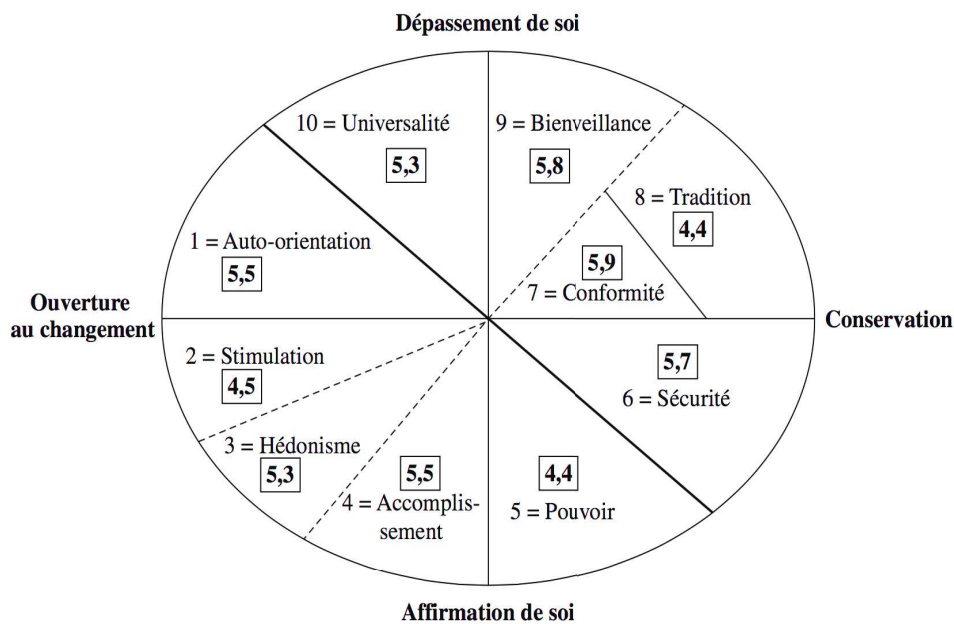 Dépassement de soi
10 = Universalité
5,3
9 = Bienveillance
5,8
8 = Tradition
4,4
1 = Auto-orientation
5,5
5,9
7 = Conformité
Ouverture
au changement
Conservation
2 = Stimulation
4,5
5,7
6 = Sécurité
3 = Hédonisme
5,3
5,5
4 = Accomplis-
sement
4,4
5 = Pouvoir
Affirmation de soi